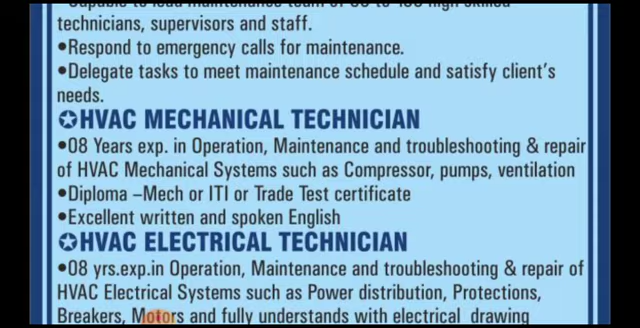 technicians, supervisors and staff.
•Respond to emergency calls for maintenance.
•Delegate tasks to meet maintenance schedule and satisfy client's
needs.
✪HVAC MECHANICAL TECHNICIAN
•08 Years exp. in Operation, Maintenance and troubleshooting & repair
of HVAC Mechanical Systems such as Compressor, pumps, ventilation
•Diploma –Mech or ITI or Trade Test certificate
•Excellent written and spoken English
✪HVAC ELECTRICAL TECHNICIAN
•08 yrs.exp.in Operation, Maintenance and troubleshooting & repair of
HVAC Electrical Systems such as Power distribution, Protections,
Breakers, Motors and fully understands with electrical drawing